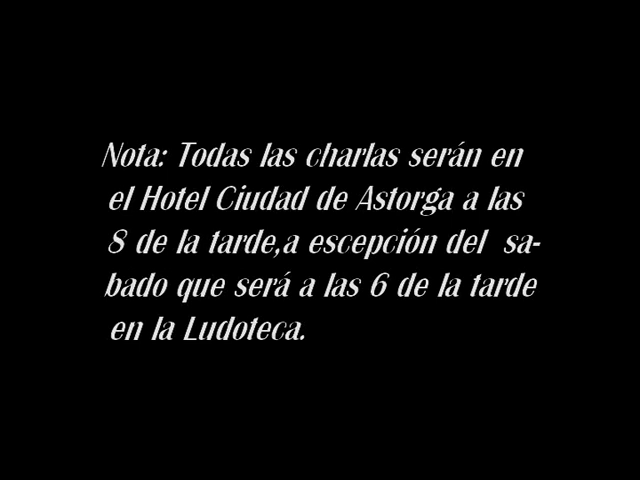 Nota: Todas las charlas serán en
el Hotel Ciudad de Astorga a las
8 de la tarde,a escepción del sa-
bado que será a las 6 de la tarde
en la Ludoteca.